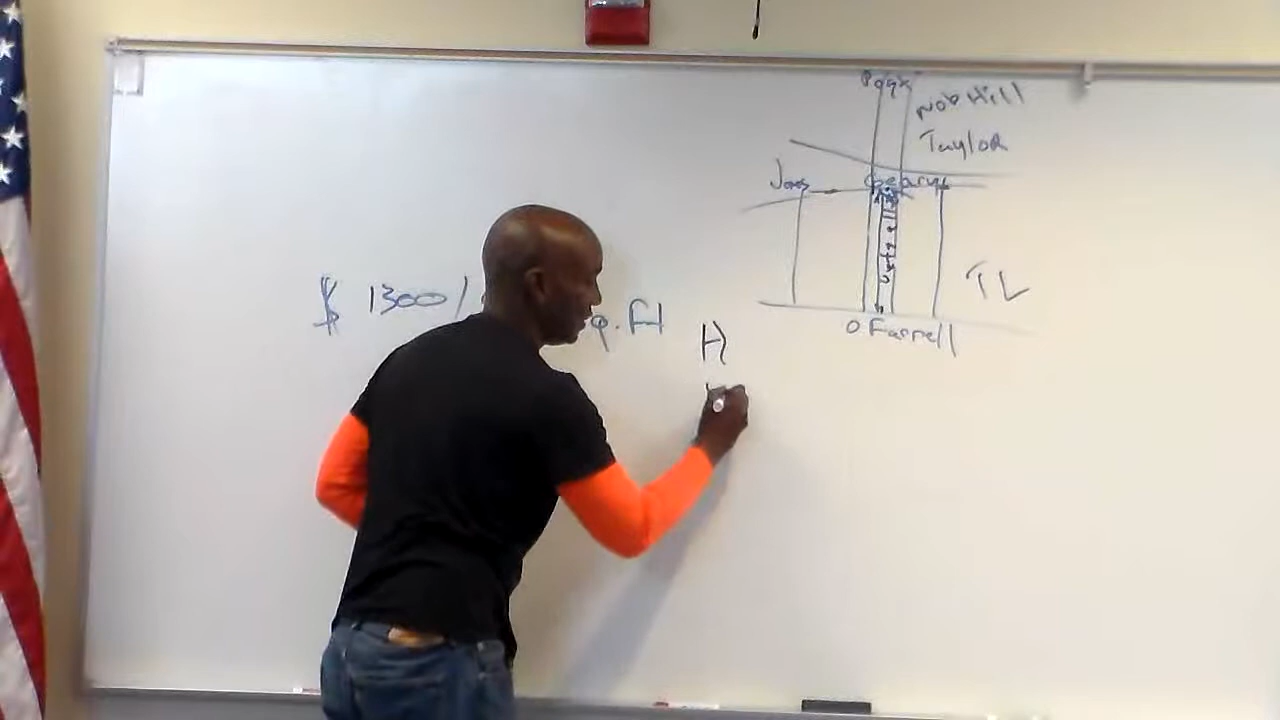 Nob Hill
Taylor
Jones
Geary
$ 1300/
q. Ft
TL
O Farrell
H